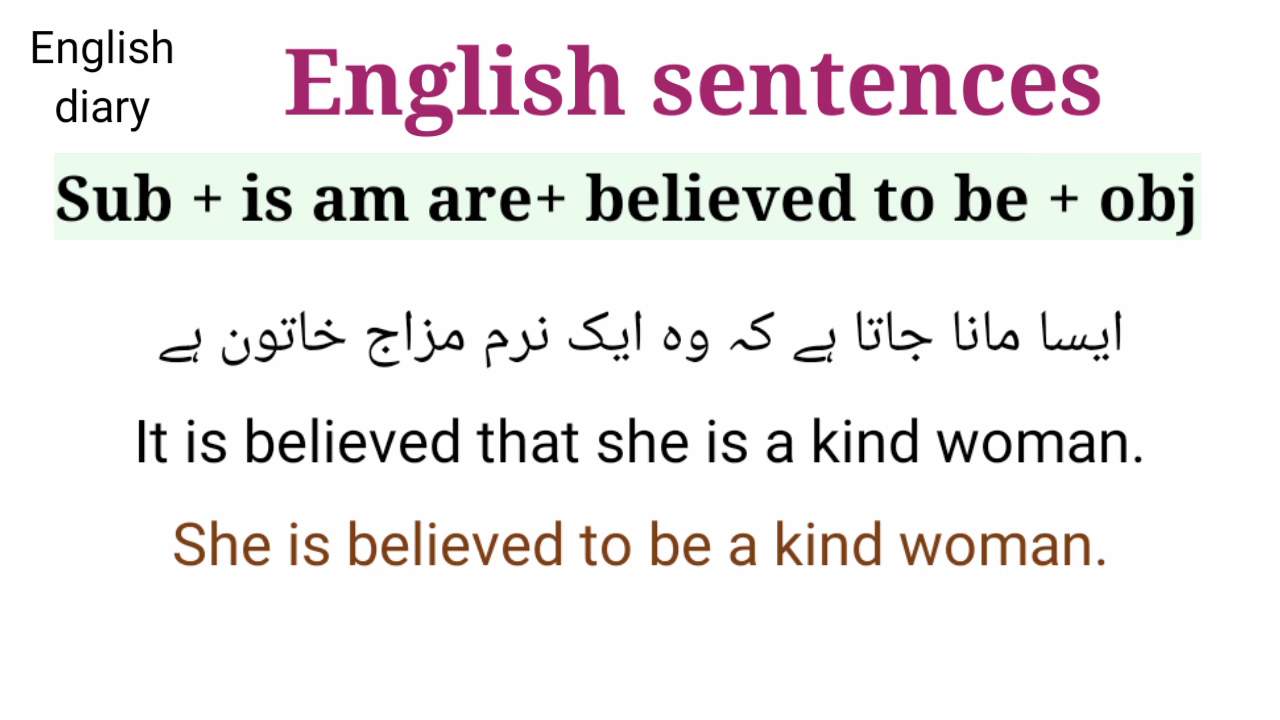 English
diary
English sentences
Sub + is am are+ believed to be + obj
ایسا مانا جاتا ہے کہ وہ ایک نرم مزاج خاتون ہے
It is believed that she is a kind woman.
She is believed to be a kind woman.